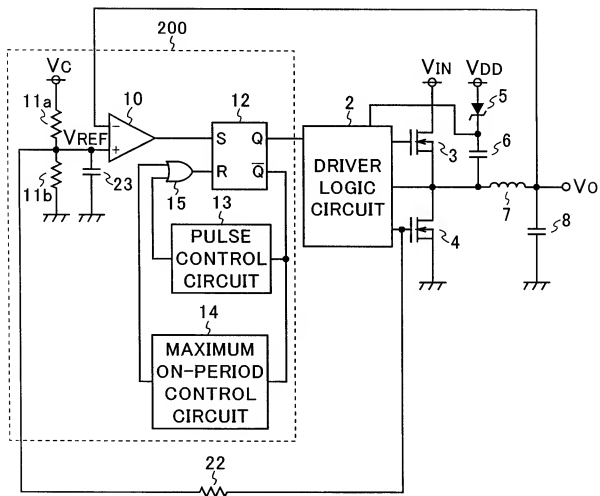 200
VC
VIN
VDD
11a
10
12
2
5
VREF
−
+
S Q
R Q̅
DRIVER
LOGIC
CIRCUIT
3
6
11b
23
15
13
PULSE
CONTROL
CIRCUIT
VO
7
4
8
14
MAXIMUM
ON-PERIOD
CONTROL
CIRCUIT
22